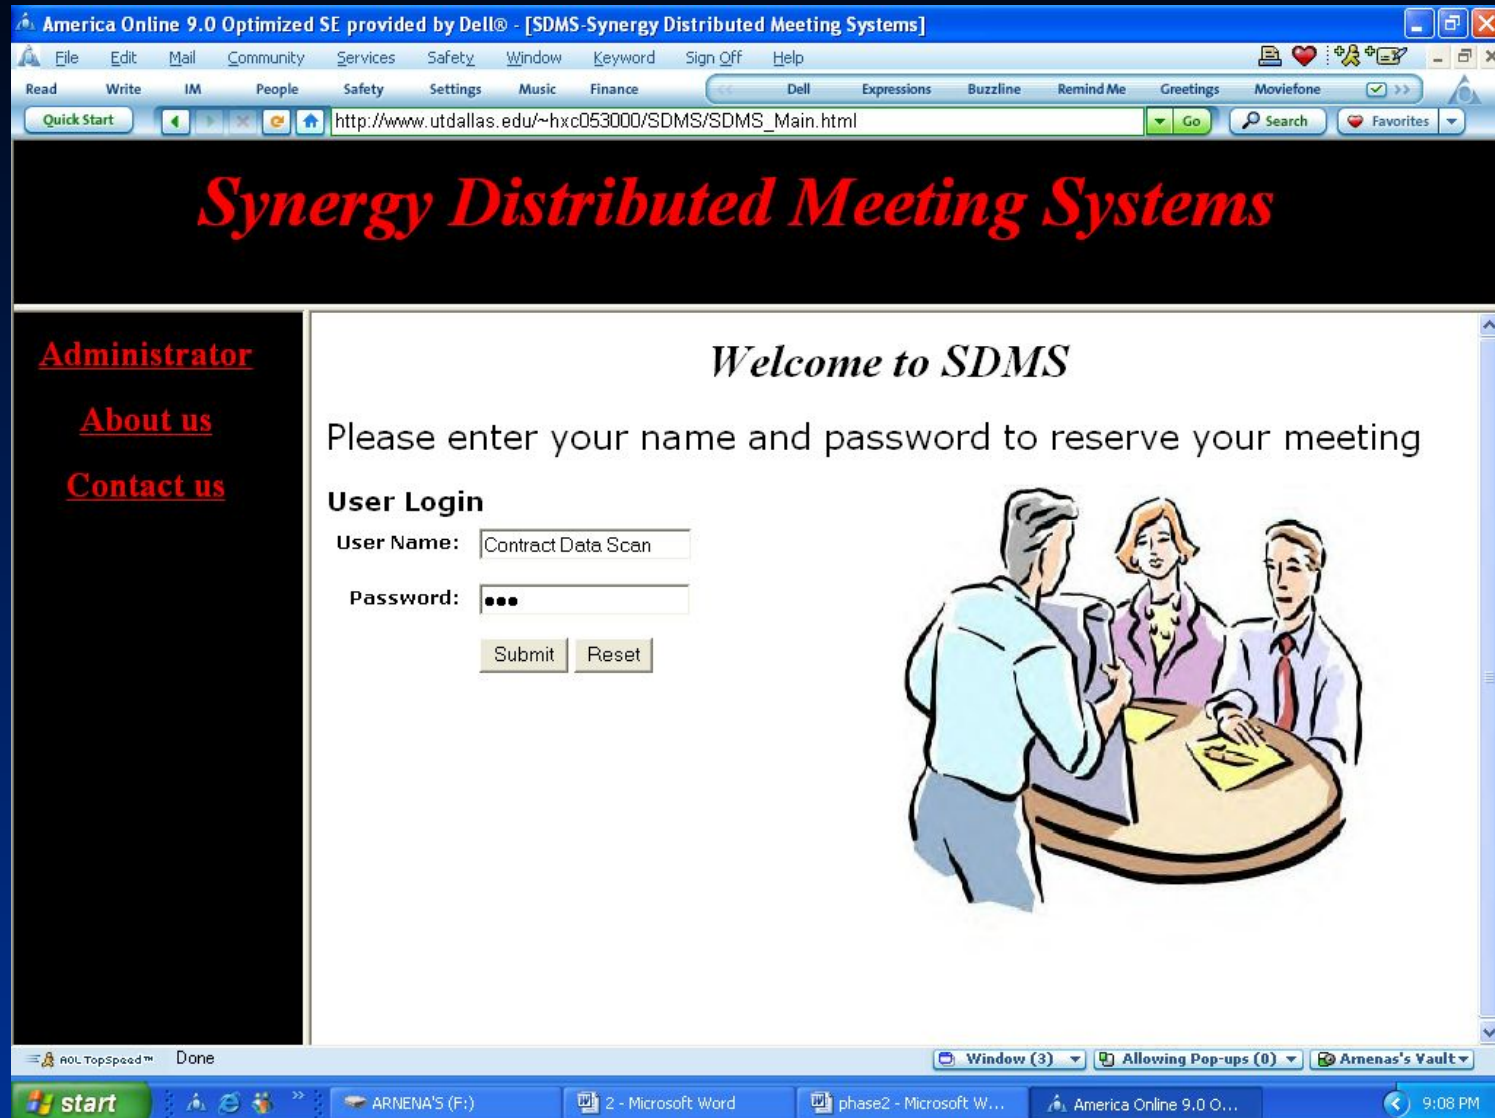 America Online 9.0 Optimized SE provided by Dell® - [SDMS-Synergy Distributed Meeting Systems]
File Edit Mail Community Services Safety Window Keyword Sign Off Help
Read Write IM People Safety Settings Music Finance << Dell Expressions Buzzline Remind Me Greetings Moviefone >>
Quick Start http://www.utdallas.edu/~hxc053000/SDMS/SDMS_Main.html Go Search Favorites
Synergy Distributed Meeting Systems
Administrator
About us
Contact us
Welcome to SDMS
Please enter your name and password to reserve your meeting
User Login
User Name: Contract Data Scan
Password: •••
Submit Reset
AOL TopSpeed™ Done Window (3) Allowing Pop-ups (0) Arnenas's Vault
start » ARNENA'S (F:) 2 - Microsoft Word phase2 - Microsoft W... America Online 9.0 O... 9:08 PM